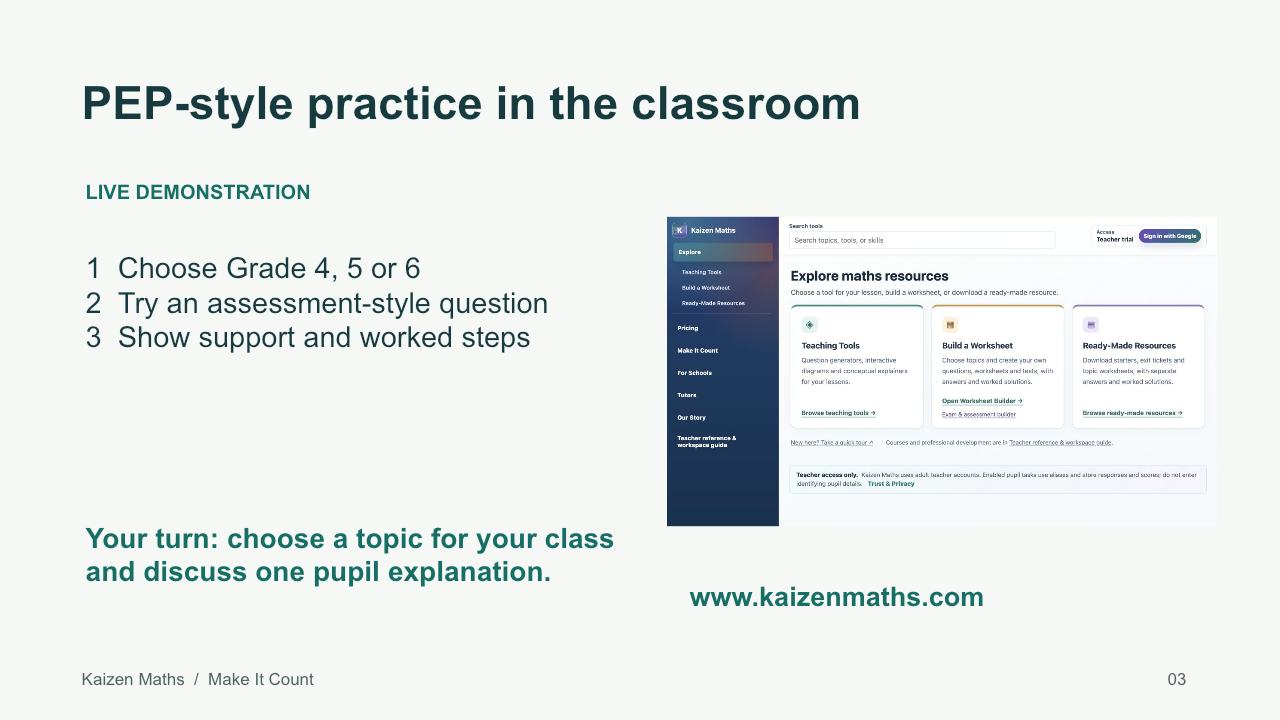 PEP-style practice in the classroom
LIVE DEMONSTRATION
1 Choose Grade 4, 5 or 6
2 Try an assessment-style question
3 Show support and worked steps
Your turn: choose a topic for your class
and discuss one pupil explanation.
K Kaizen Maths
Explore
Teaching Tools
Build a Worksheet
Ready-Made Resources
Pricing
Make It Count
For Schools
Tutors
Our Story
Teacher reference &
workspace guide
Search tools
Search topics, tools, or skills
Access
Teacher trial
Sign in with Google
Explore maths resources
Choose a tool for your lesson, build a worksheet, or download a ready-made resource.
Teaching Tools
Question generators, interactive
diagrams and conceptual explainers
for your lessons.
Browse teaching tools →
Build a Worksheet
Choose topics and create your own
questions, worksheets and tests, with
answers and worked solutions.
Open Worksheet Builder →
Exam & assessment builder
Ready-Made Resources
Download starters, exit tickets and
topic worksheets, with separate
answers and worked solutions.
Browse ready-made resources →
New here? Take a quick tour ↗ Courses and professional development are in Teacher reference & workspace guide.
Teacher access only. Kaizen Maths uses adult teacher accounts. Enabled pupil tasks use aliases and store responses and scores; do not enter
identifying pupil details. Trust & Privacy
www.kaizenmaths.com
Kaizen Maths / Make It Count
03